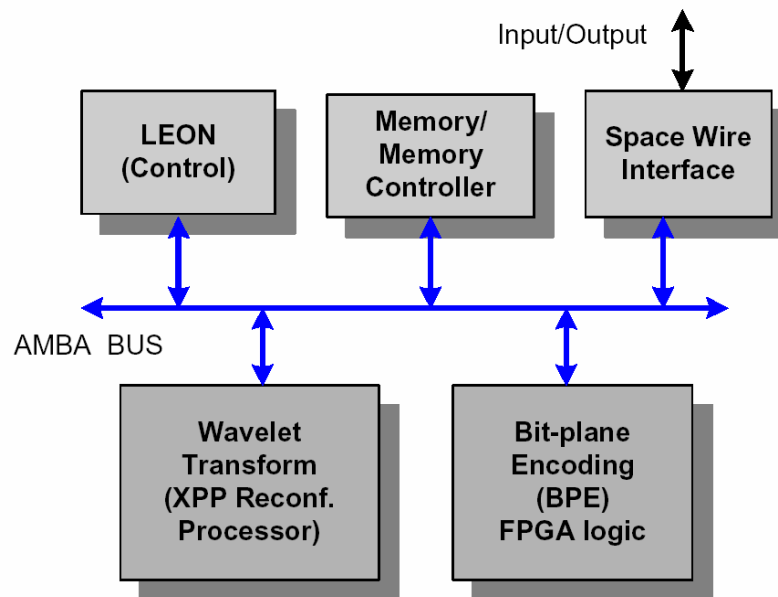 Input/Output
LEON
(Control)
Memory/
Memory
Controller
Space Wire
Interface
AMBA BUS
Wavelet
Transform
(XPP Reconf.
Processor)
Bit-plane
Encoding
(BPE)
FPGA logic